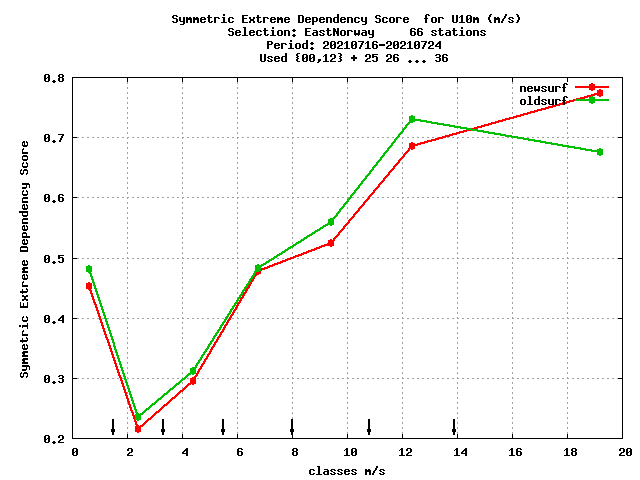 Symmetric Extreme Dependency Score  for U10m (m/s)
Selection: EastNorway     66 stations
Period: 20210716-20210724
Used {00,12} + 25 26 ... 36
0.8
newsurf
oldsurf
0.7
0.6
0.5
0.4
0.3
0.2
Symmetric Extreme Dependency Score
0 2 4 6 8 10 12 14 16 18 20
classes m/s